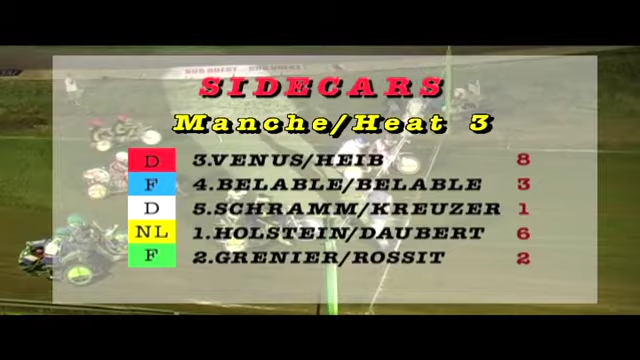 SIDECARS
Manche/Heat 3
D 3.VENUS/HEIB 8
F 4.BELABLE/BELABLE 3
D 5.SCHRAMM/KREUZER 1
NL 1.HOLSTEIN/DAUBERT 6
F 2.GRENIER/ROSSIT 2